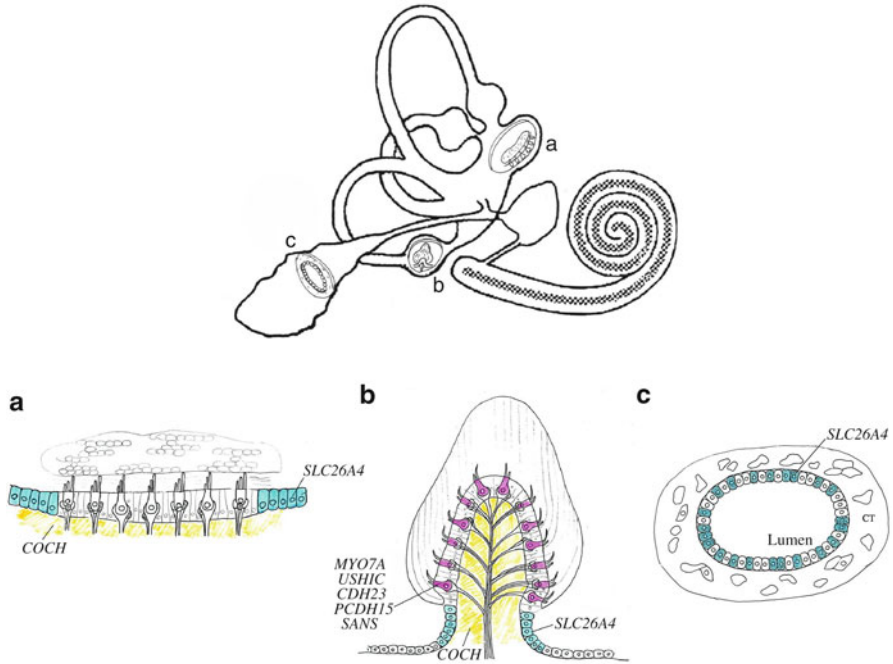 a
c
b
a
SLC26A4
COCH
b
MYO7A
USHIC
CDH23
PCDH15
SANS
COCH
SLC26A4
c
SLC26A4
CT
Lumen